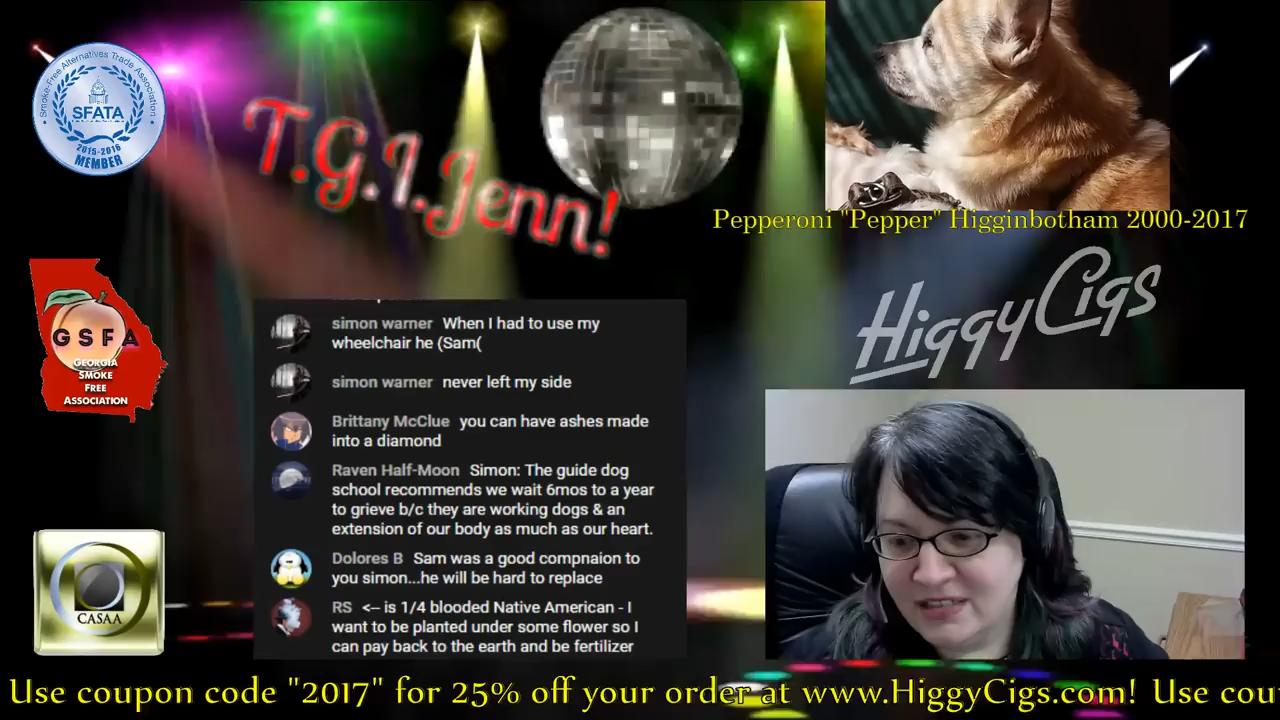 Smoke-Free Alternatives Trade Association
SFATA
2015-2016
MEMBER
T.G.I.Jenn!
Pepperoni "Pepper" Higginbotham 2000-2017
HiggyCigs
GSFA
GEORGIA
SMOKE
FREE
ASSOCIATION
simon warner When I had to use my
wheelchair he (Sam(
simon warner never left my side
Brittany McClue you can have ashes made
into a diamond
Raven Half-Moon Simon: The guide dog
school recommends we wait 6mos to a year
to grieve b/c they are working dogs & an
extension of our body as much as our heart.
Dolores B Sam was a good compnaion to
you simon...he will be hard to replace
RS <-- is 1/4 blooded Native American - I
want to be planted under some flower so I
can pay back to the earth and be fertilizer
CASAA
Use coupon code "2017" for 25% off your order at www.HiggyCigs.com! Use cou